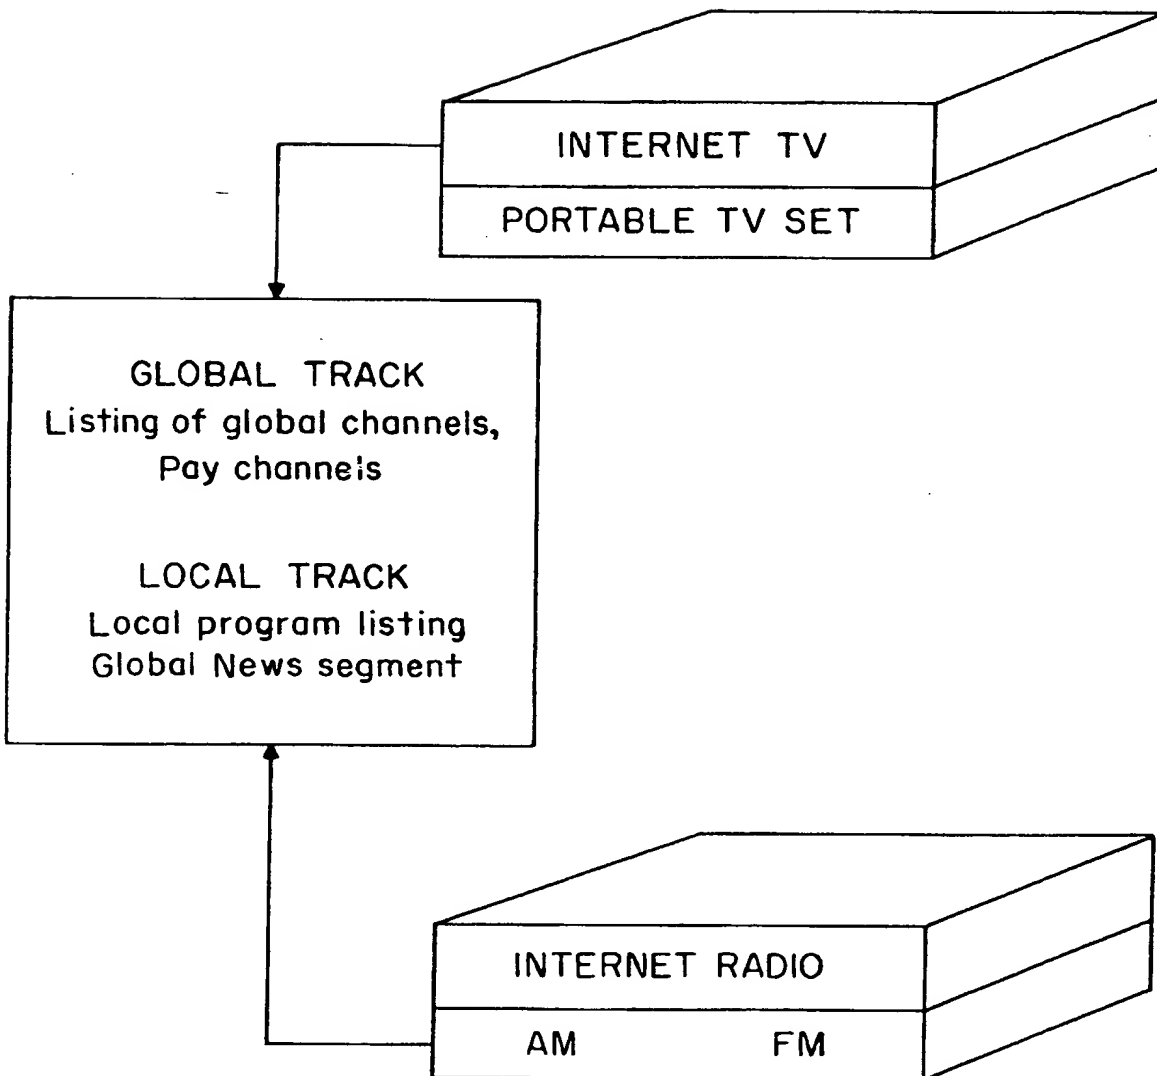 INTERNET TV
PORTABLE TV SET
GLOBAL TRACK
Listing of global channels,
Pay channels
LOCAL TRACK
Local program listing
Global News segment
INTERNET RADIO
AM FM